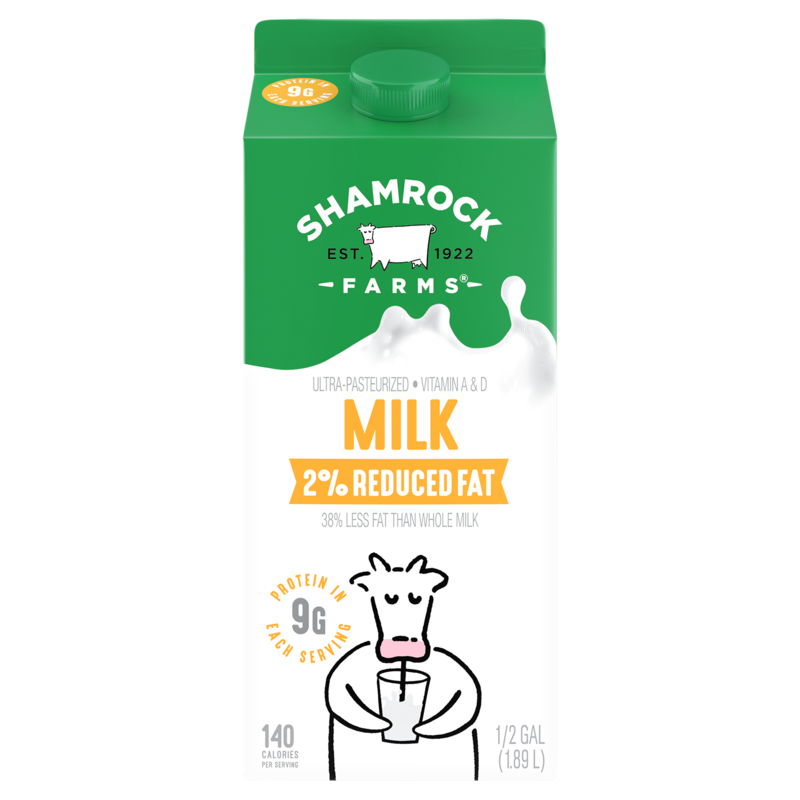 PROTEIN IN
9G
EACH SERVING
SHAMROCK
EST. 1922
FARMS®
ULTRA-PASTEURIZED • VITAMIN A & D
MILK
2% REDUCED FAT
38% LESS FAT THAN WHOLE MILK
PROTEIN IN
9G
EACH SERVING
140
CALORIES
PER SERVING
1/2 GAL
(1.89 L)